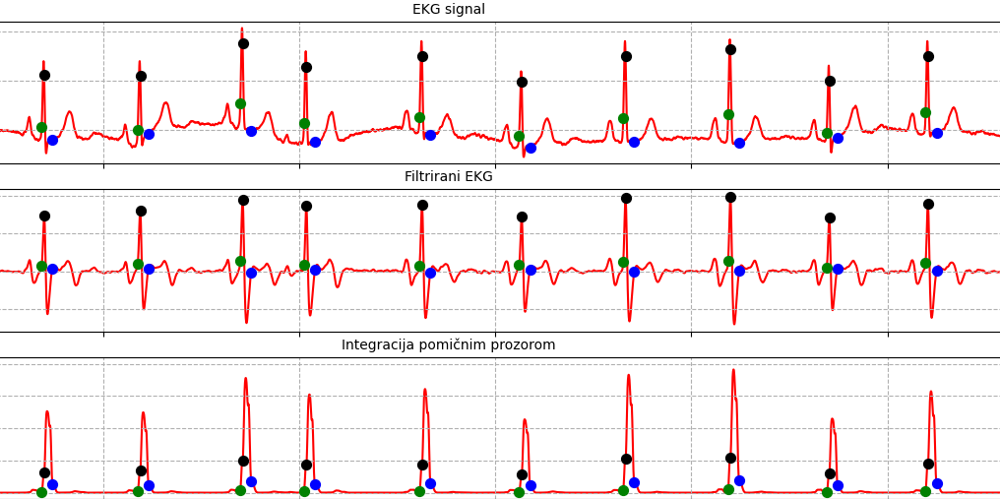 EKG signal
Filtrirani EKG
Integracija pomičnim prozorom